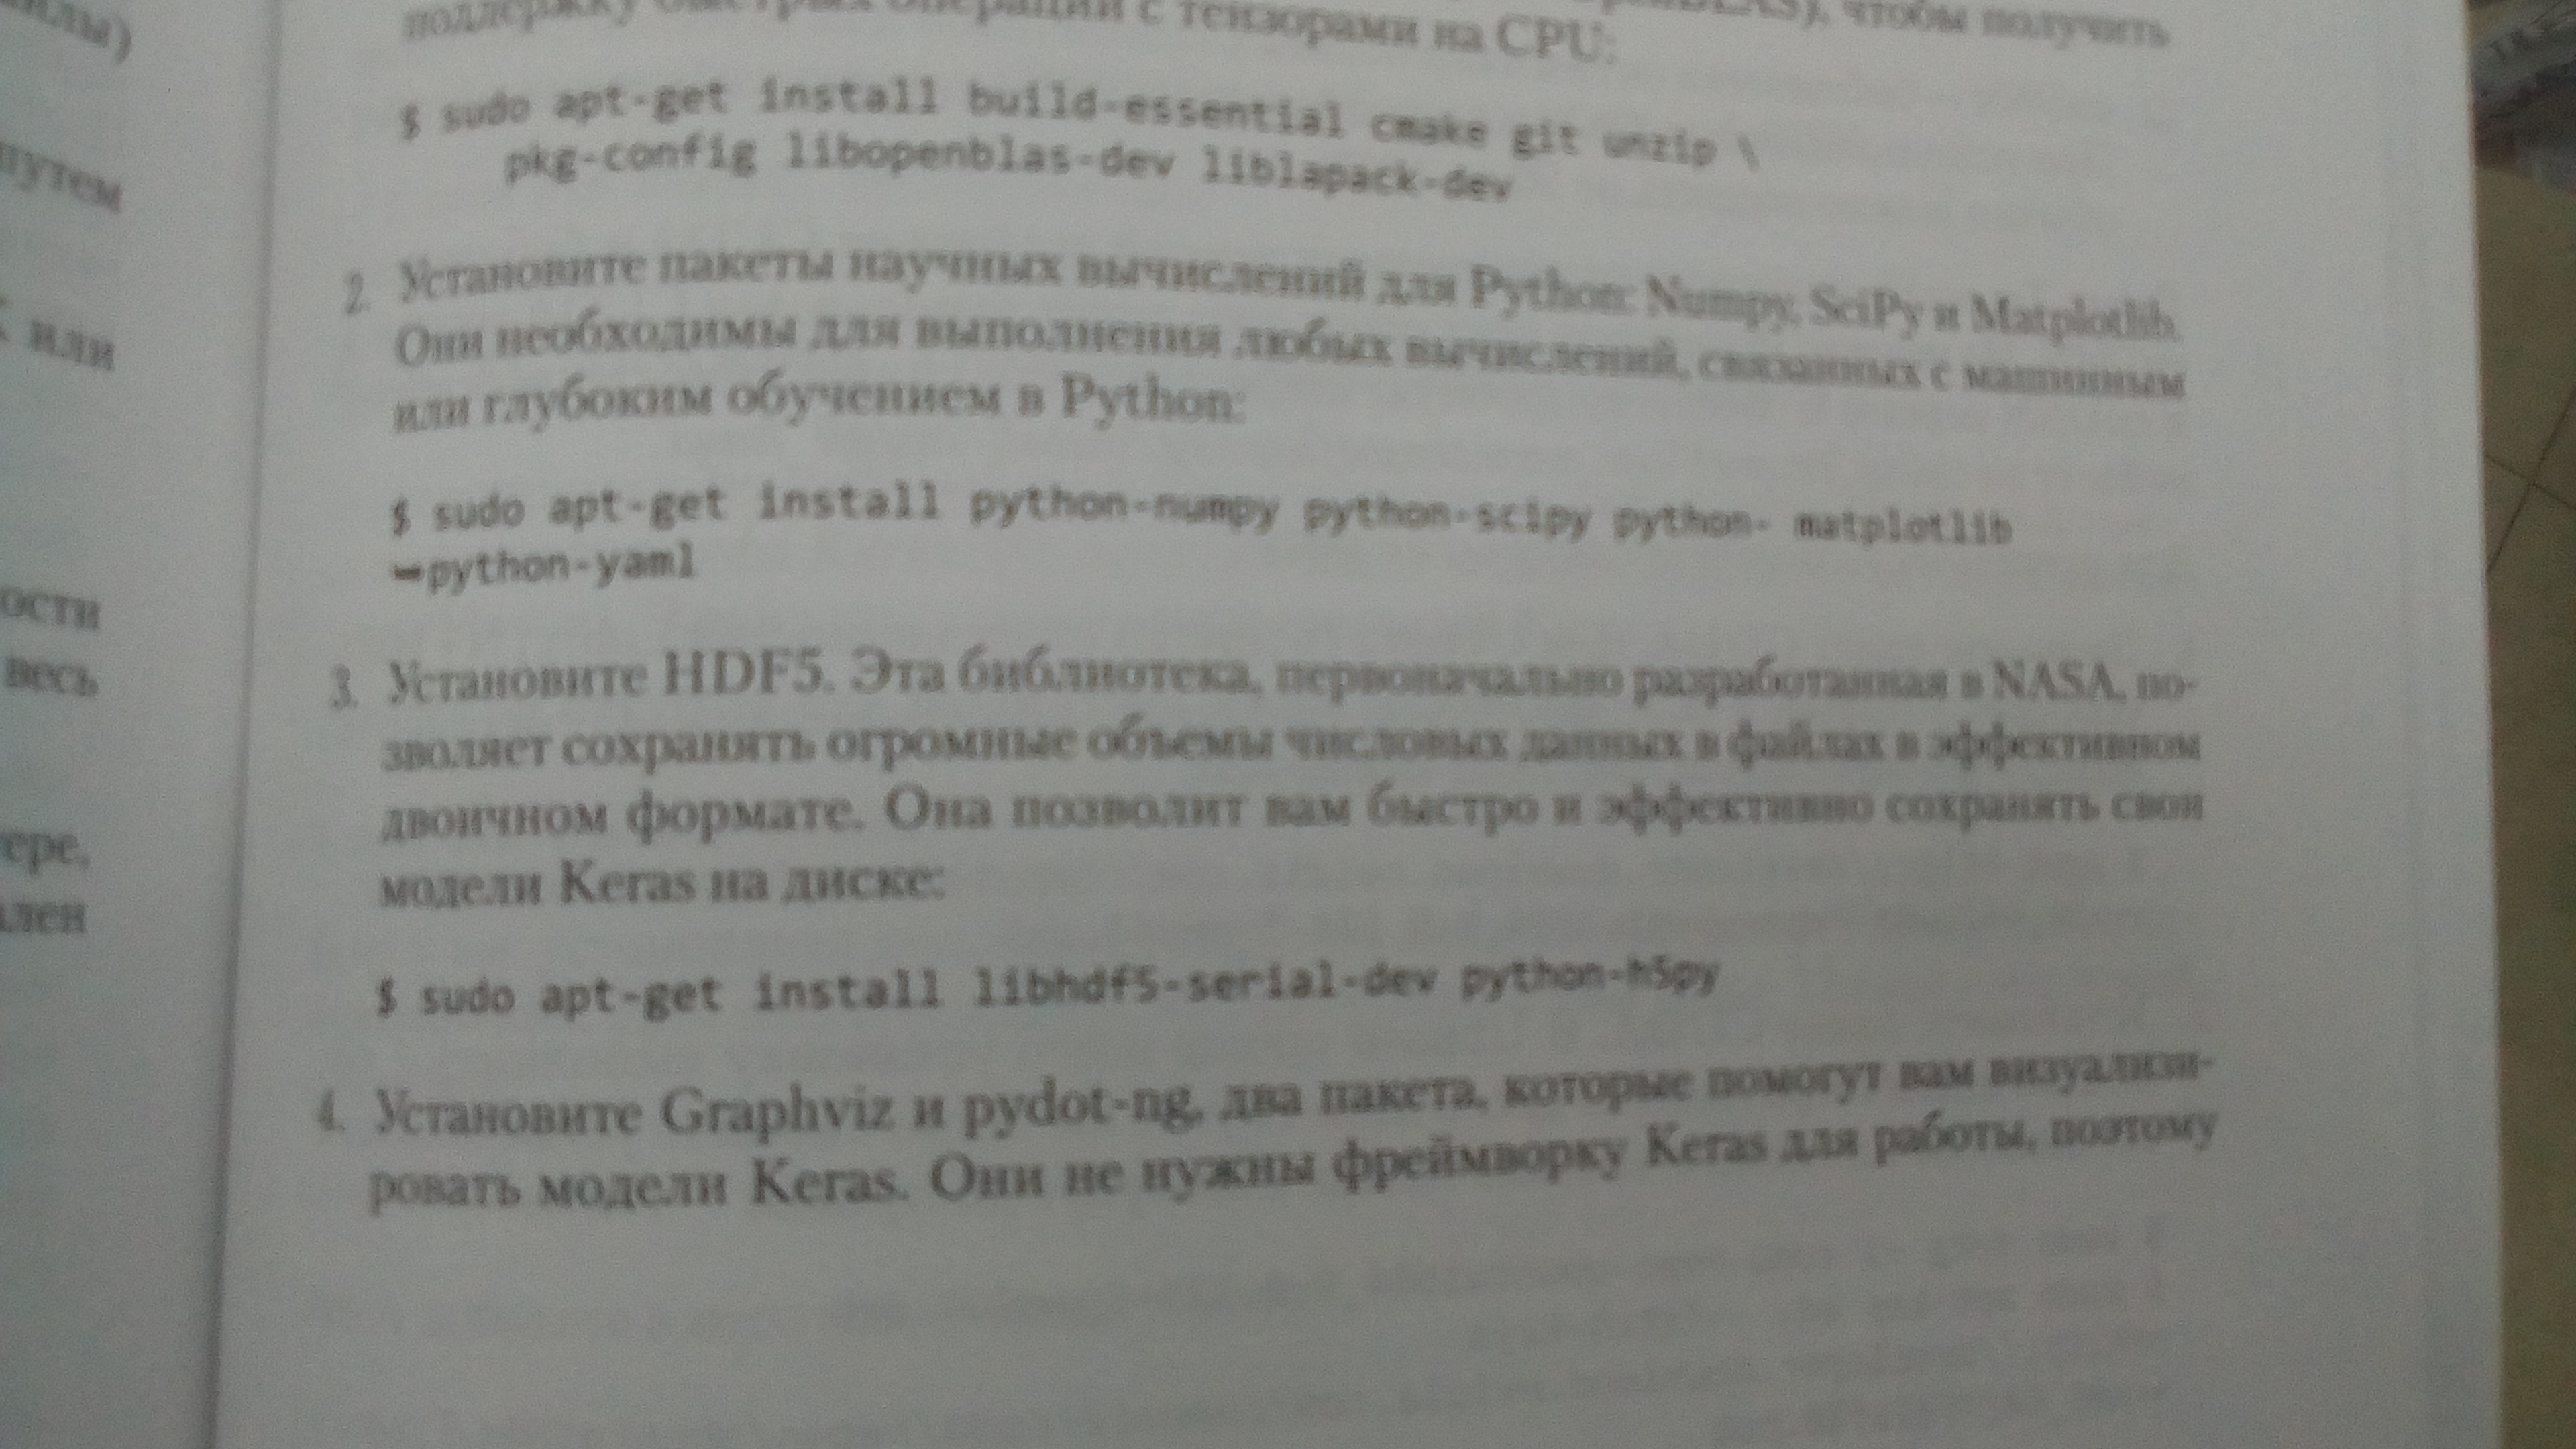 илы)
путем
или
ости
весь
ере,
лен
поддержку быстрых операций с тензорами на CPU:
чтобы получить
$ sudo apt-get install build-essential cmake git unzip \
pkg-config libopenblas-dev liblapack-dev
2. Установите пакеты научных вычислений для Python: Numpy, SciPy и Matplotlib.
Они необходимы для выполнения любых вычислений, связанных с машинным
или глубоким обучением в Python:
$ sudo apt-get install python-numpy python-scipy python- matplotlib
➥python-yaml
3. Установите HDF5. Эта библиотека, первоначально разработанная в NASA, по-
зволяет сохранять огромные объемы числовых данных в файлах в эффективном
двоичном формате. Она позволит вам быстро и эффективно сохранять свои
модели Keras на диске:
$ sudo apt-get install libhdf5-serial-dev python-h5py
4. Установите Graphviz и pydot-ng, два пакета, которые помогут вам визуализи-
ровать модели Keras. Они не нужны фреймворку Keras для работы, поэтому